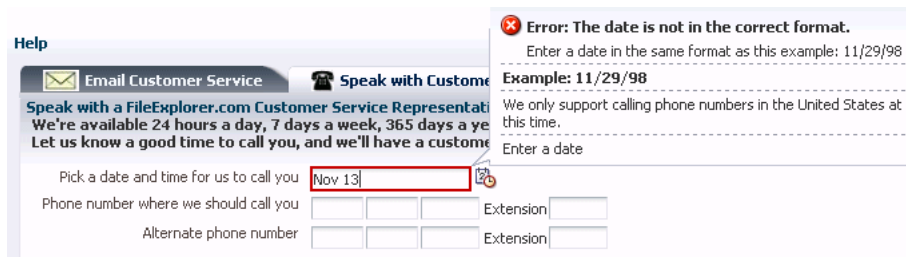 Help
Email Customer Service
Speak with Custome
Speak with a FileExplorer.com Customer Service Representati
We're available 24 hours a day, 7 days a week, 365 days a ye
Let us know a good time to call you, and we'll have a custome
Pick a date and time for us to call you Nov 13
Phone number where we should call you Extension
Alternate phone number Extension
Error: The date is not in the correct format.
Enter a date in the same format as this example: 11/29/98
Example: 11/29/98
We only support calling phone numbers in the United States at
this time.
Enter a date